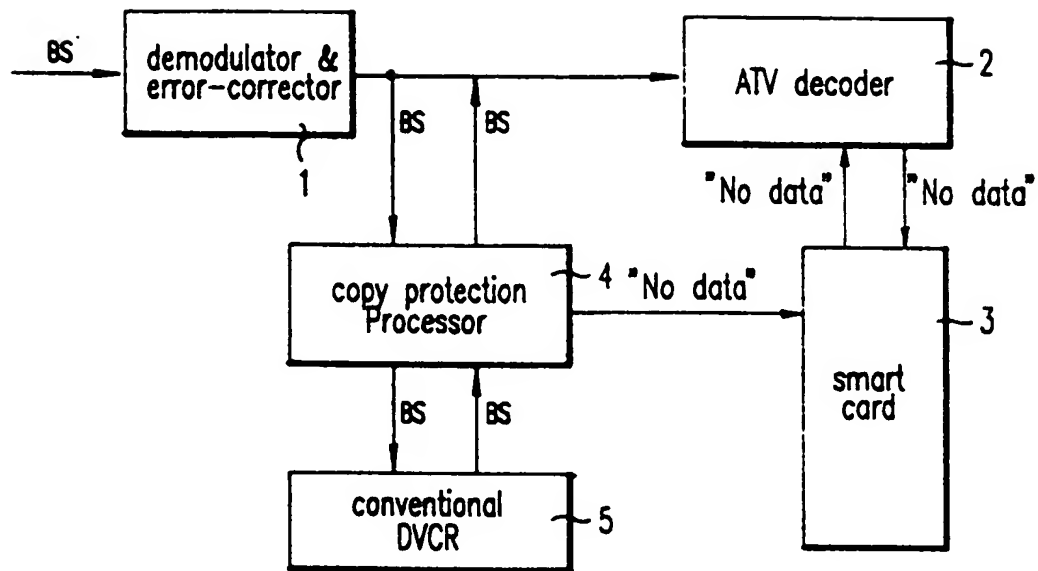 BS
demodulator &
error-corrector
1
BS
BS
ATV decoder
2
"No data"
"No data"
copy protection
Processor
4
"No data"
smart
card
3
BS
BS
conventional
DVCR
5